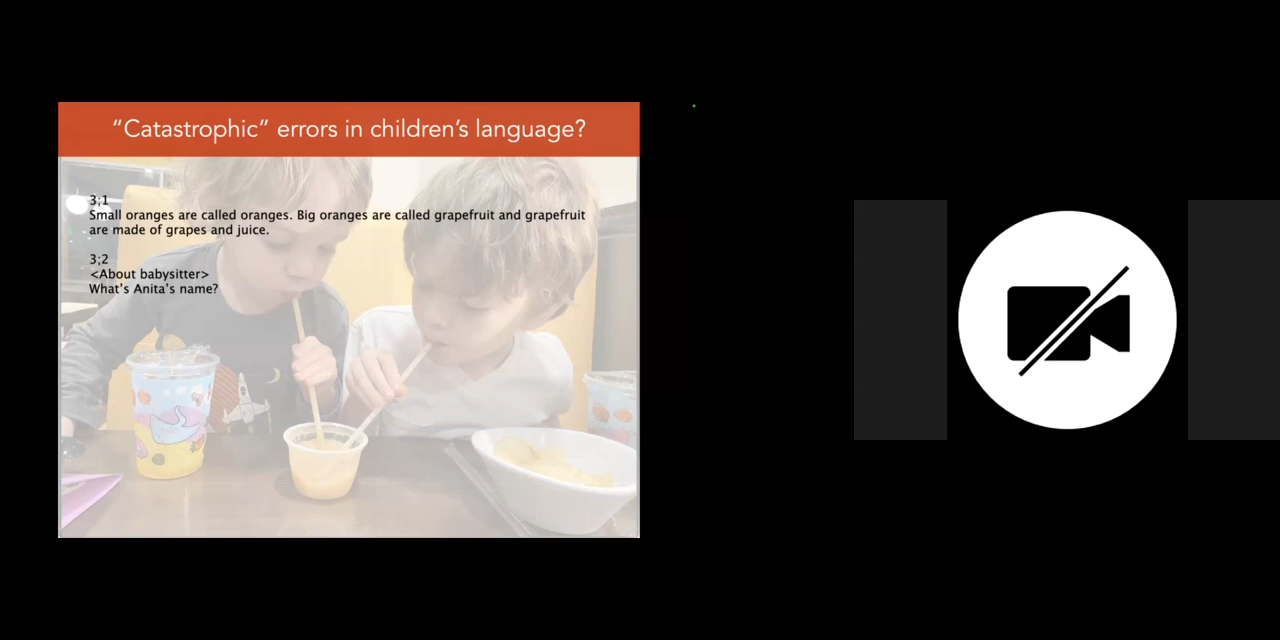 “Catastrophic” errors in children’s language?
3;1
Small oranges are called oranges. Big oranges are called grapefruit and grapefruit
are made of grapes and juice.
3;2
<About babysitter>
What’s Anita’s name?